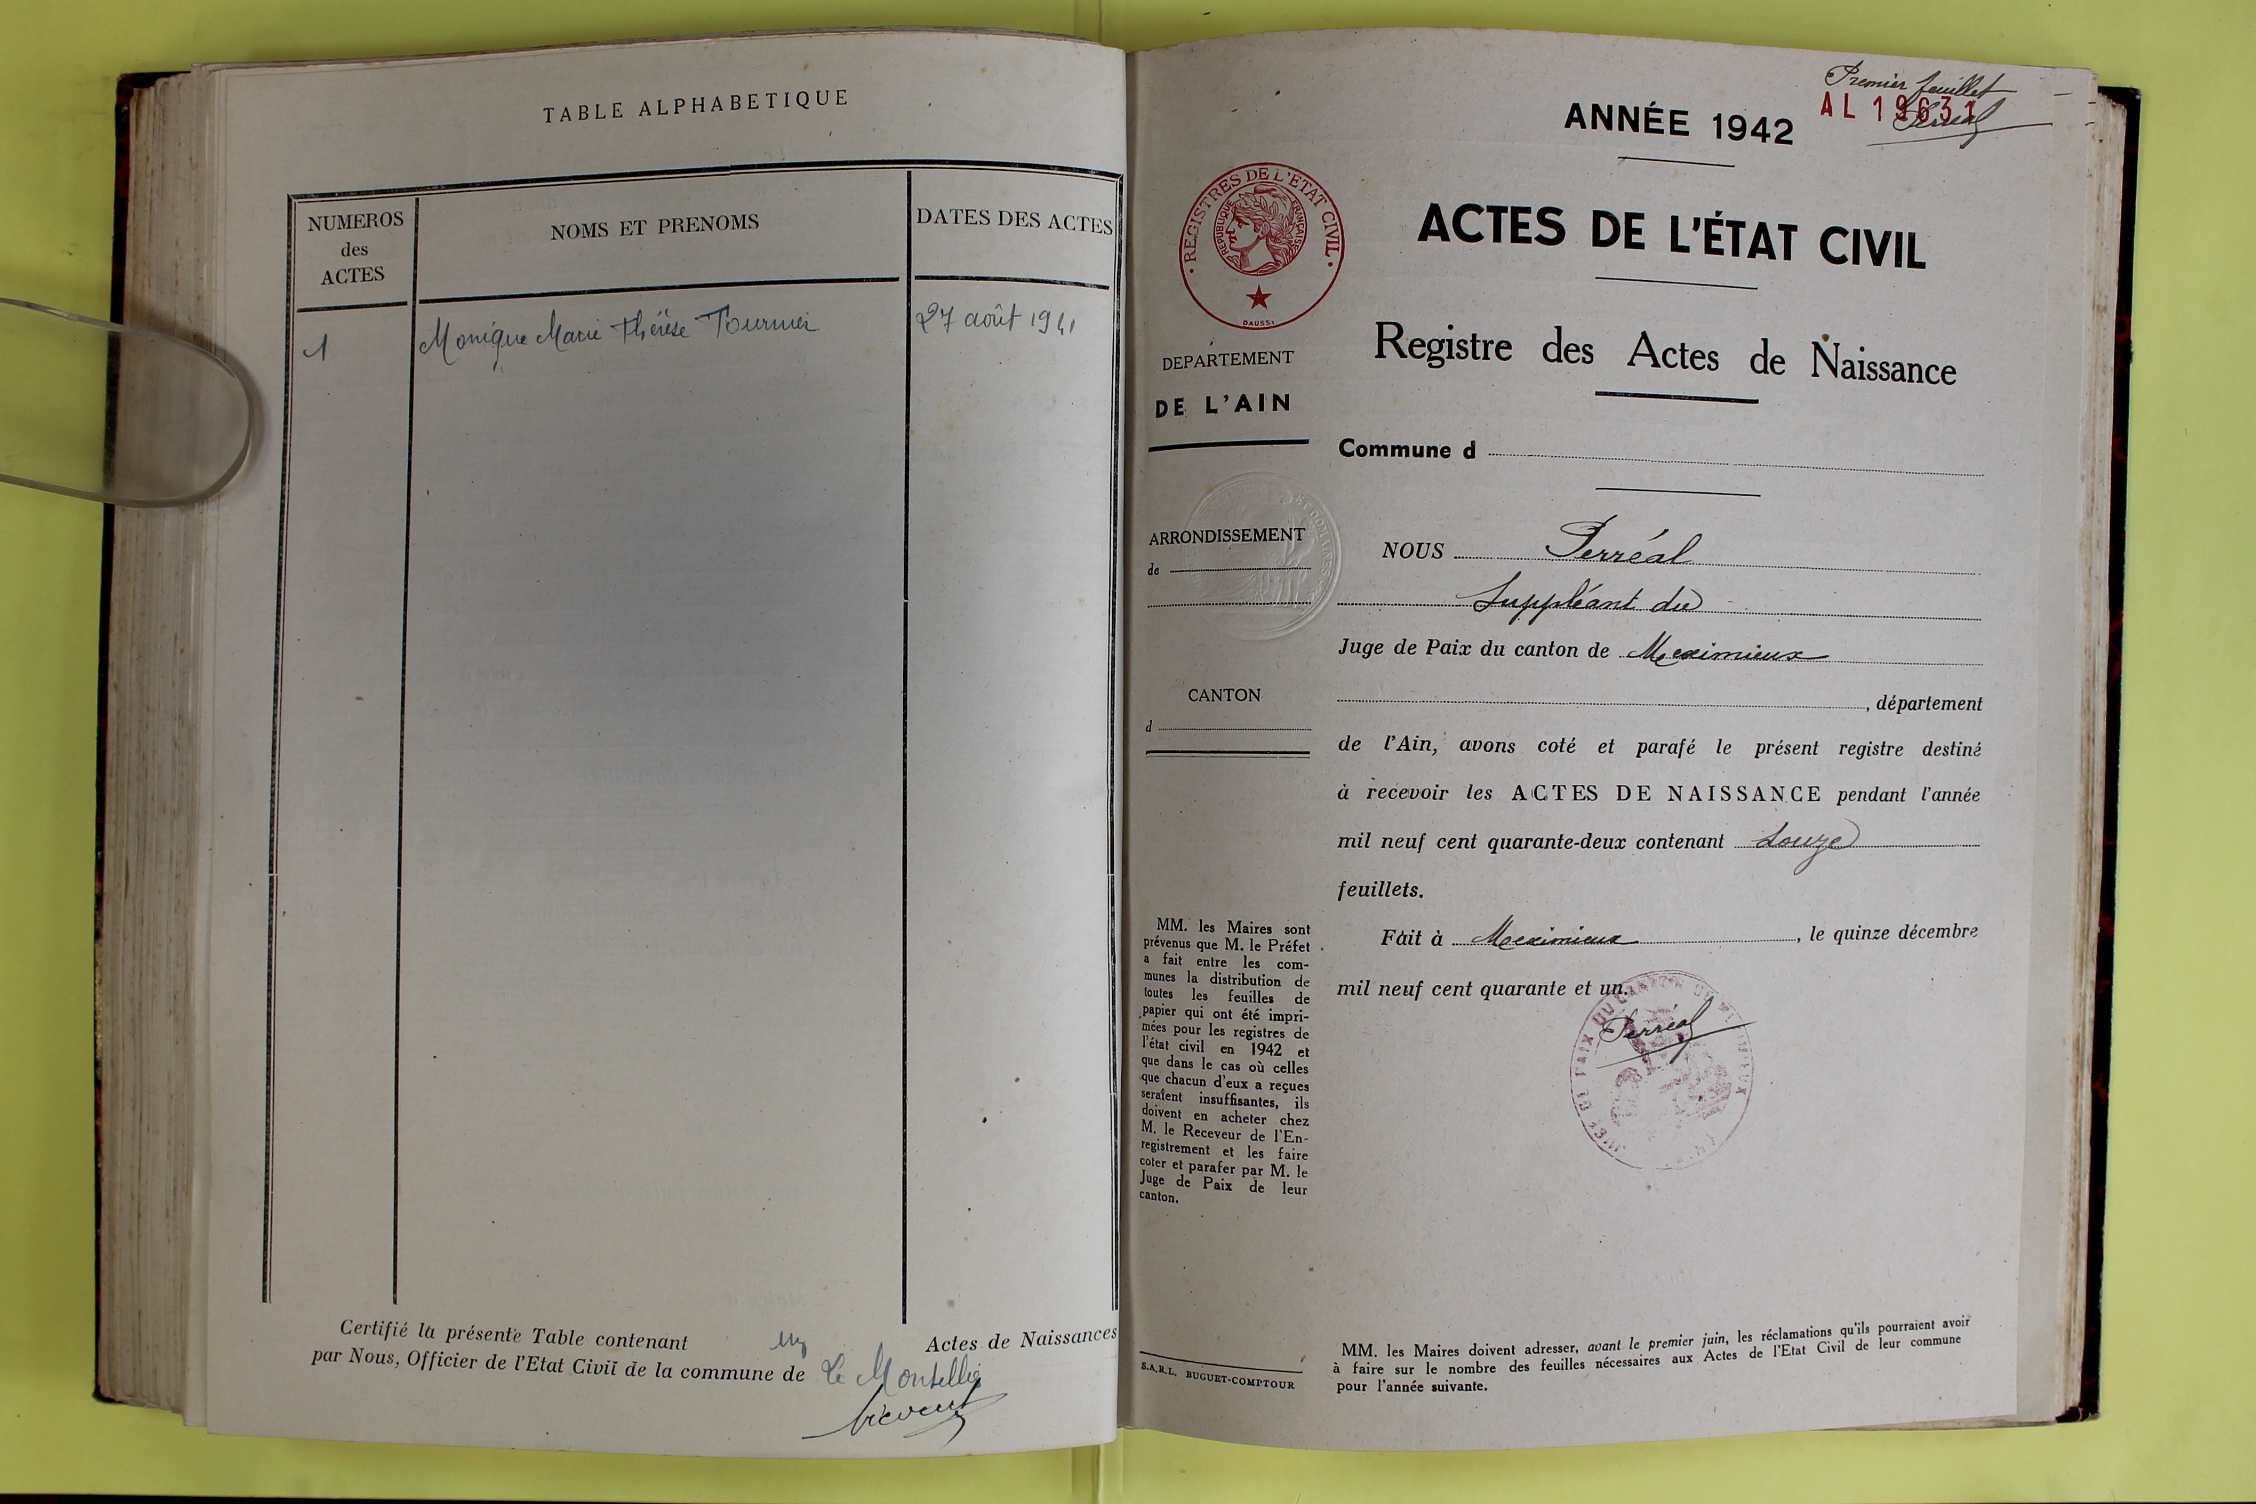 TABLE ALPHABETIQUE
NUMEROS
des
ACTES
NOMS ET PRENOMS
DATES DES ACTES
1
Monique Marie Thérèse Tournier
27 août 1941
Certifié la présente Table contenant un Actes de Naissances
par Nous, Officier de l'Etat Civil de la commune de Le Montellier
Premier feuillet
AL 19631
Perréal
ANNÉE 1942
REGISTRES DE L'ETAT CIVIL
REPUBLIQUE FRANÇAISE
DAUSSI
ACTES DE L'ÉTAT CIVIL
Registre des Actes de Naissance
DEPARTEMENT
DE L'AIN
Commune d
ARRONDISSEMENT
de
CANTON
d
NOUS Perréal
Suppléant du
Juge de Paix du canton de Meximieux
, département
de l'Ain, avons coté et parafé le présent registre destiné
à recevoir les ACTES DE NAISSANCE pendant l'année
mil neuf cent quarante-deux contenant douze
feuillets.
Fait à Meximieux, le quinze décembre
mil neuf cent quarante et un.
Perréal
MM. les Maires sont
prévenus que M. le Préfet
a fait entre les com-
munes la distribution de
toutes les feuilles de
papier qui ont été impri-
mées pour les registres de
l'état civil en 1942 et
que dans le cas où celles
que chacun d'eux a reçues
seraient insuffisantes, ils
doivent en acheter chez
M. le Receveur de l'En-
registrement et les faire
coter et parafer par M. le
Juge de Paix de leur
canton.
S.A.R.L. BUGUET-COMPTOUR
MM. les Maires doivent adresser, avant le premier juin, les réclamations qu'ils pourraient avoir
à faire sur le nombre des feuilles nécessaires aux Actes de l'Etat Civil de leur commune
pour l'année suivante.